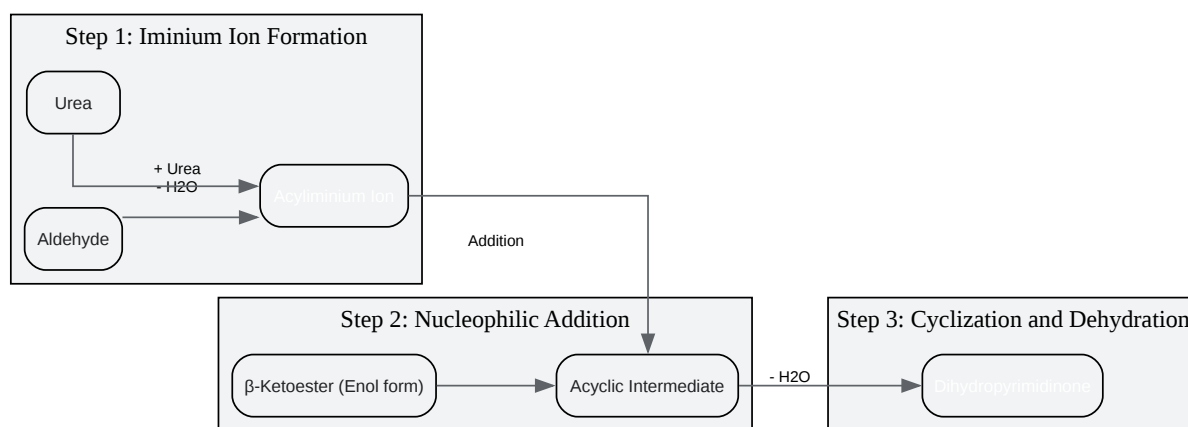 Step 1: Iminium Ion Formation
Urea
+ Urea
- H2O
Acyliminium Ion
Aldehyde
Addition
Step 2: Nucleophilic Addition
β-Ketoester (Enol form)
Acyclic Intermediate
- H2O
Step 3: Cyclization and Dehydration
Dihydropyrimidinone